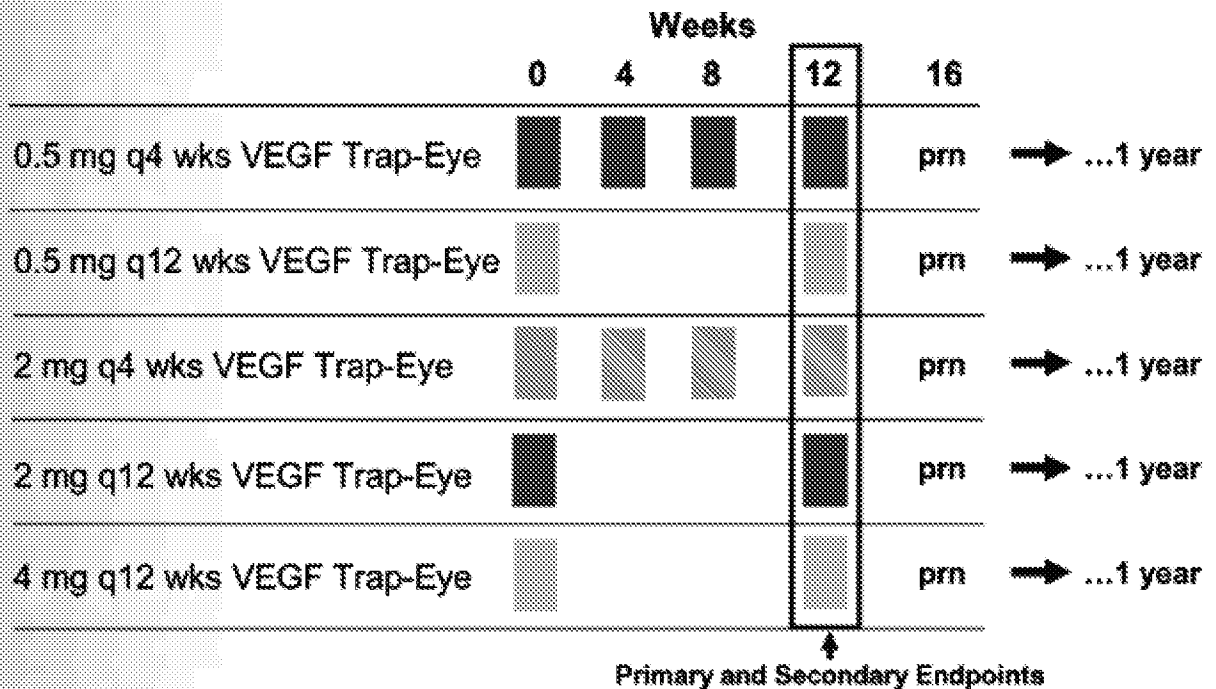 Weeks
0 4 8 12 16
0.5 mg q4 wks VEGF Trap-Eye prn ...1 year
0.5 mg q12 wks VEGF Trap-Eye prn ...1 year
2 mg q4 wks VEGF Trap-Eye prn ...1 year
2 mg q12 wks VEGF Trap-Eye prn ...1 year
4 mg q12 wks VEGF Trap-Eye prn ...1 year
Primary and Secondary Endpoints